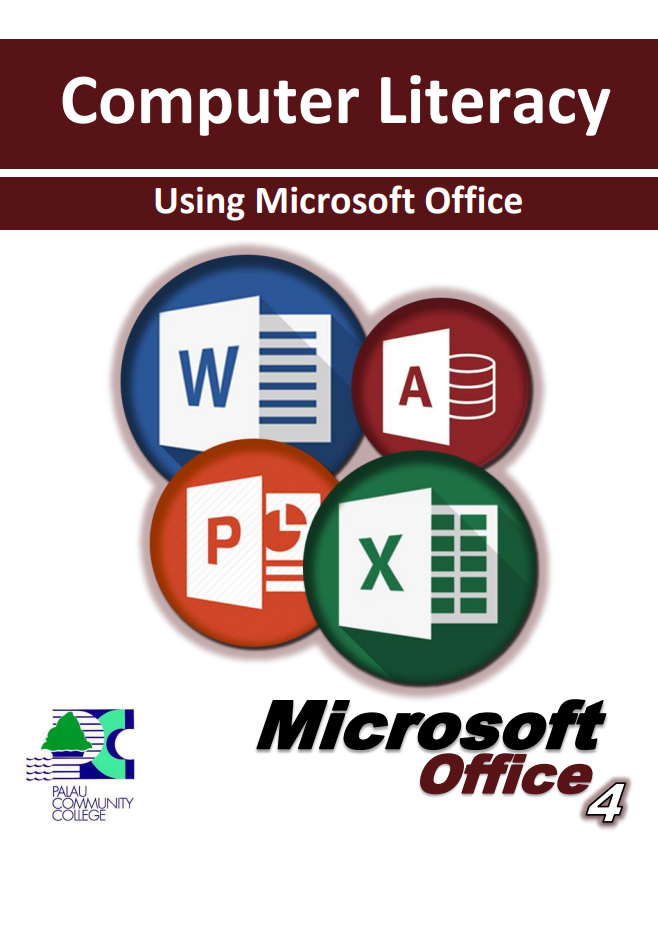 Computer Literacy
Using Microsoft Office
W
A
P
X
Microsoft
Office
4
PALAU
COMMUNITY
COLLEGE